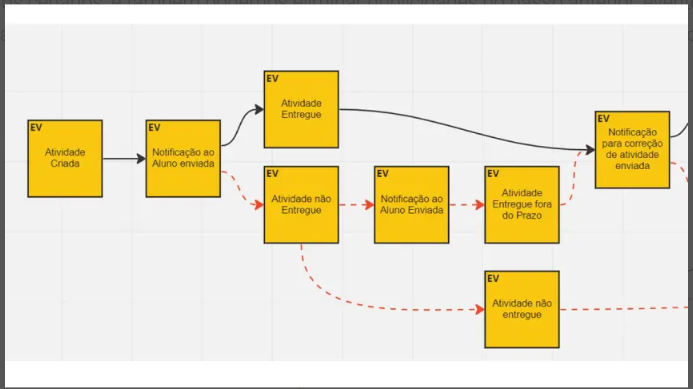 EV
Atividade
Criada
EV
Notificação ao
Aluno enviada
EV
Atividade
Entregue
EV
Atividade não
Entregue
EV
Notificação ao
Aluno Enviada
EV
Atividade
Entregue fora
do Prazo
EV
Atividade não
entregue
EV
Notificação
para correção
de atividade
enviada